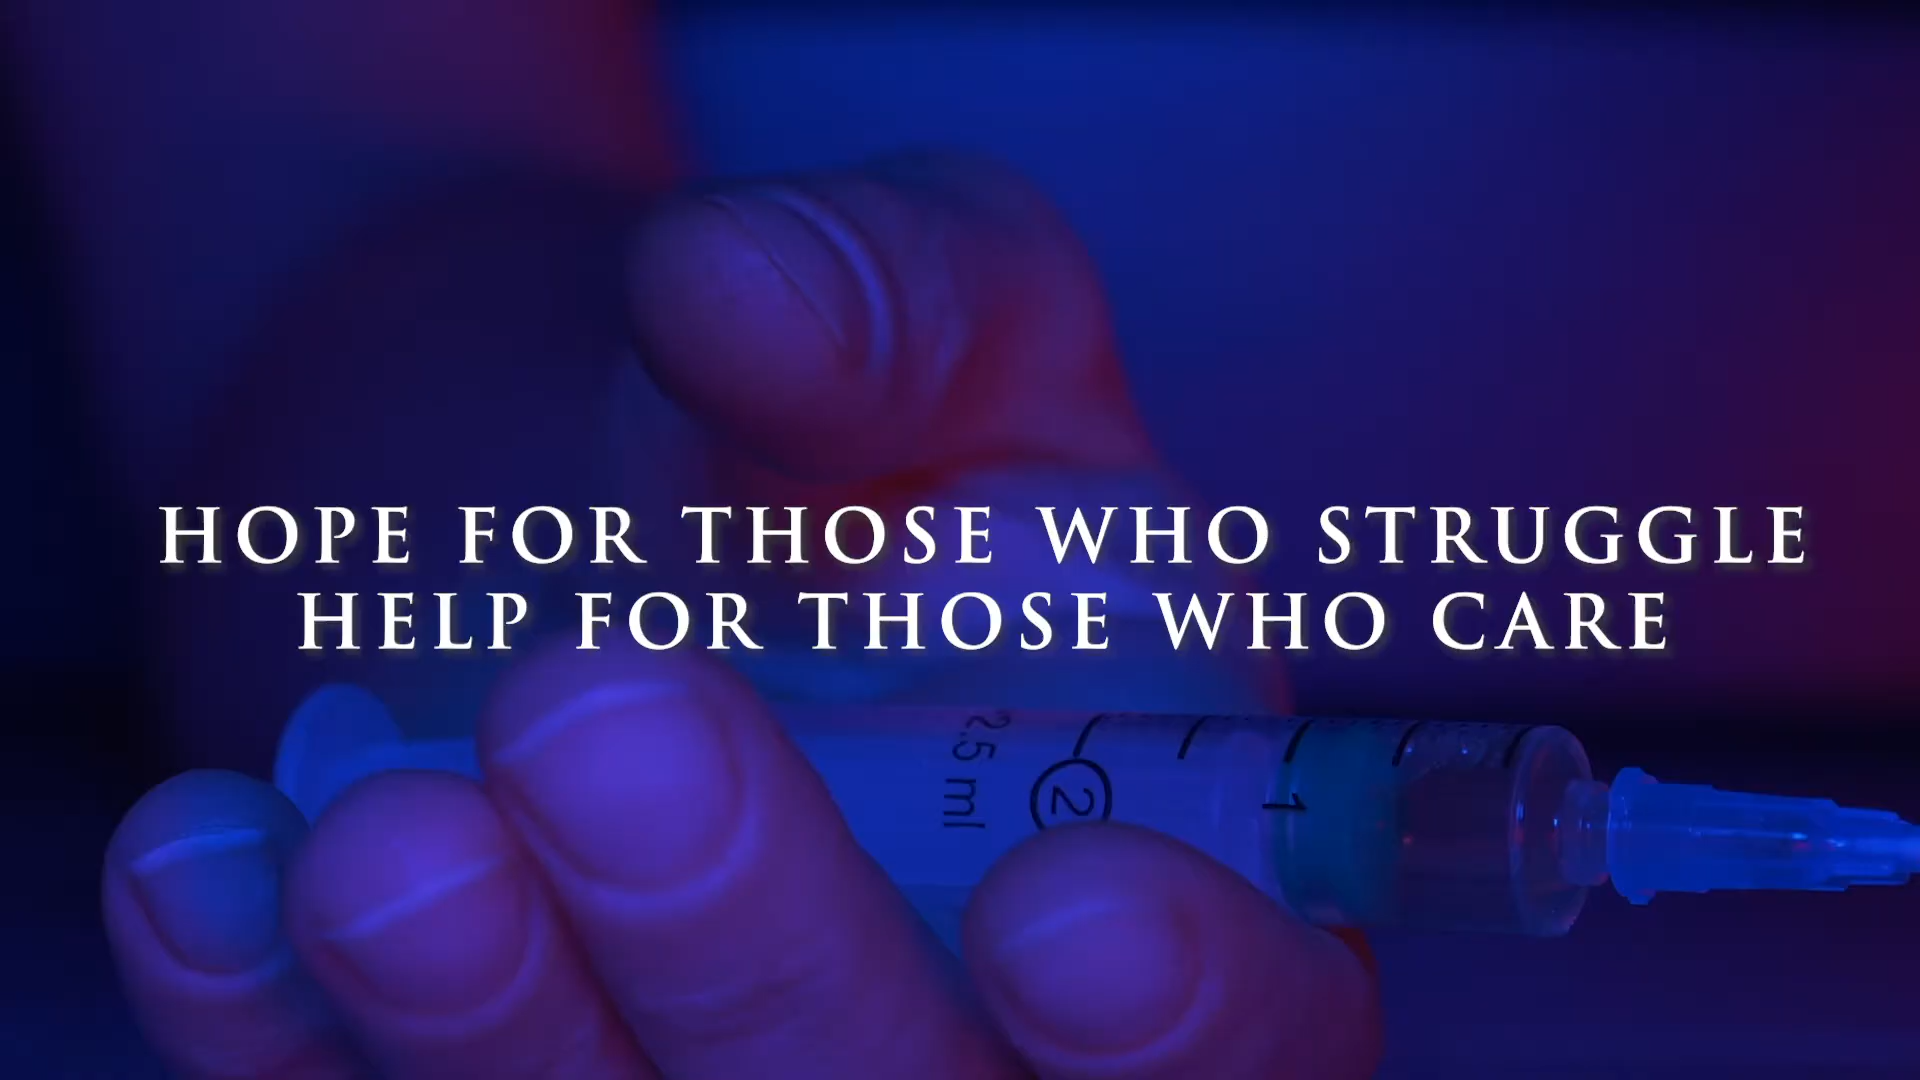 HOPE FOR THOSE WHO STRUGGLE
HELP FOR THOSE WHO CARE
2.5 ml
2
1